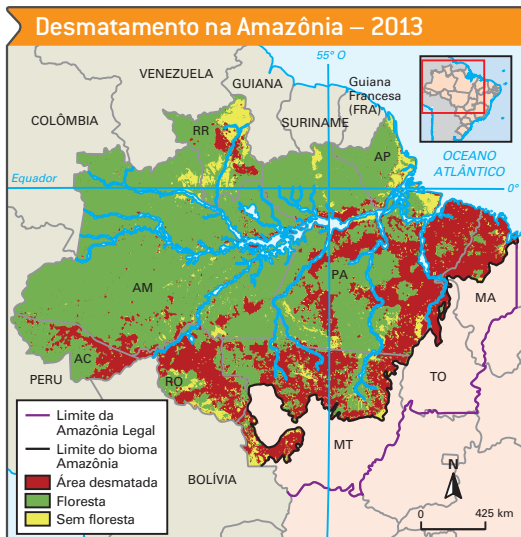 Desmatamento na Amazônia – 2013
55° O
VENEZUELA
GUIANA
Guiana
Francesa
(FRA)
COLÔMBIA
SURINAME
RR
AP
OCEANO
ATLÂNTICO
Equador
0°
PA
AM
MA
AC
TO
PERU
RO
MT
BOLÍVIA
Limite da
Amazônia Legal
Limite do bioma
Amazônia
Área desmatada
Floresta
Sem floresta
N
0
425 km